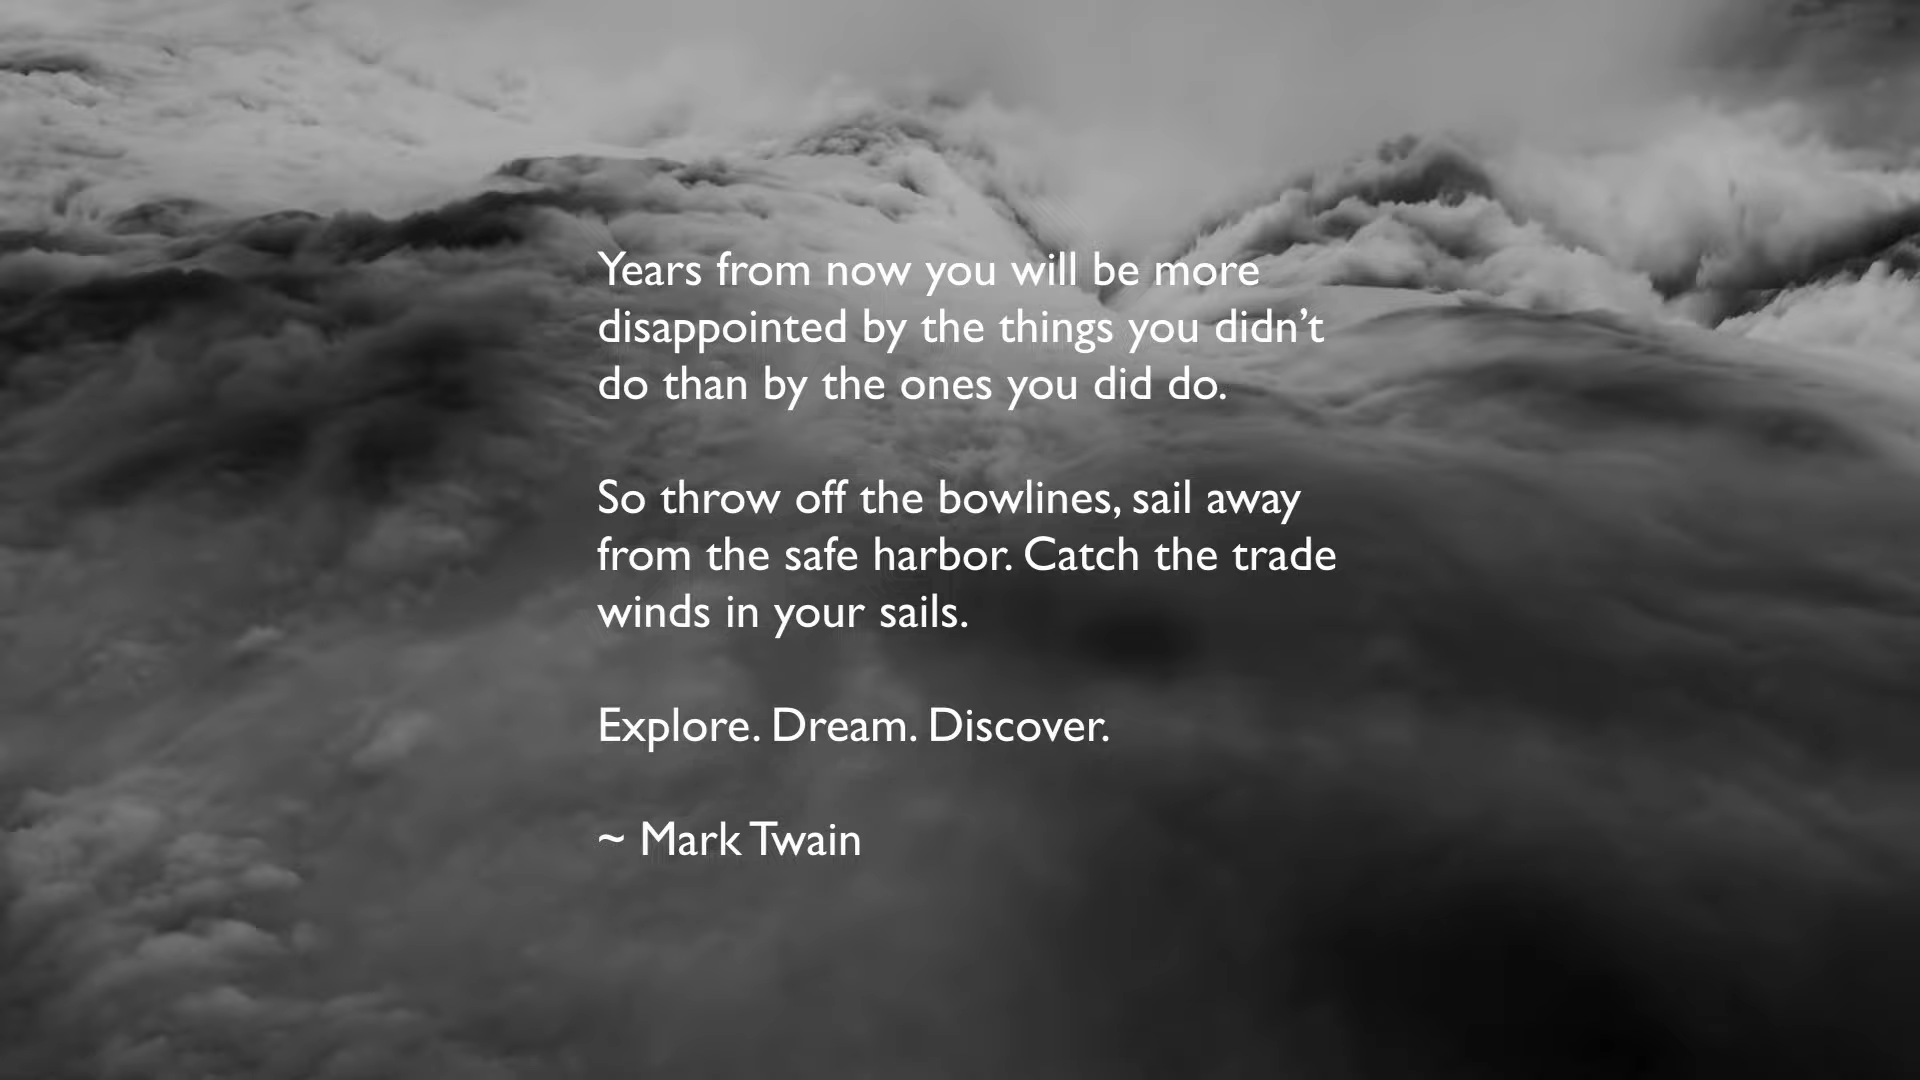 Years from now you will be more
disappointed by the things you didn’t
do than by the ones you did do.
So throw off the bowlines, sail away
from the safe harbor. Catch the trade
winds in your sails.
Explore. Dream. Discover.
~ Mark Twain